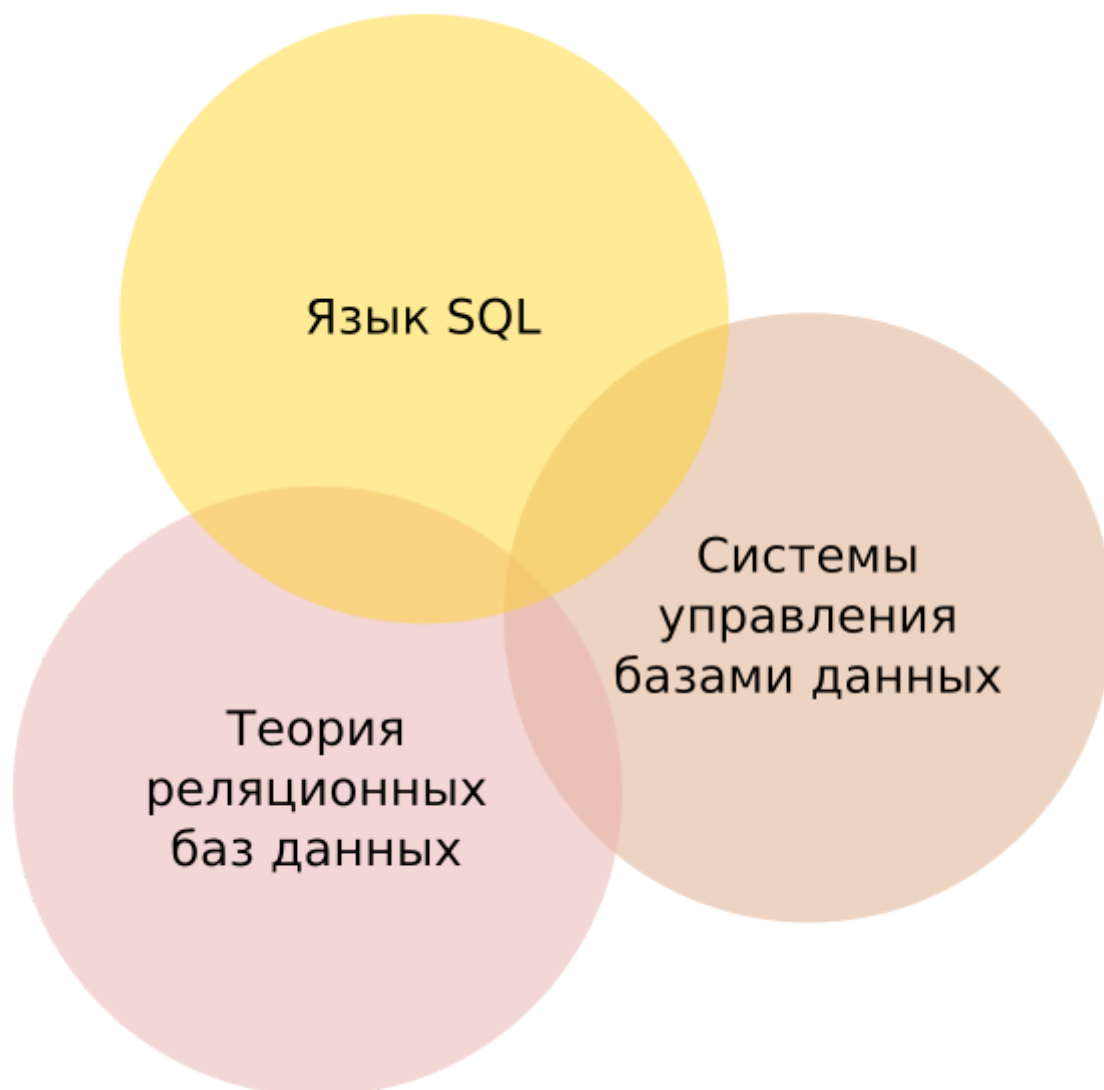 Язык SQL
Системы
управления
базами данных
Теория
реляционных
баз данных